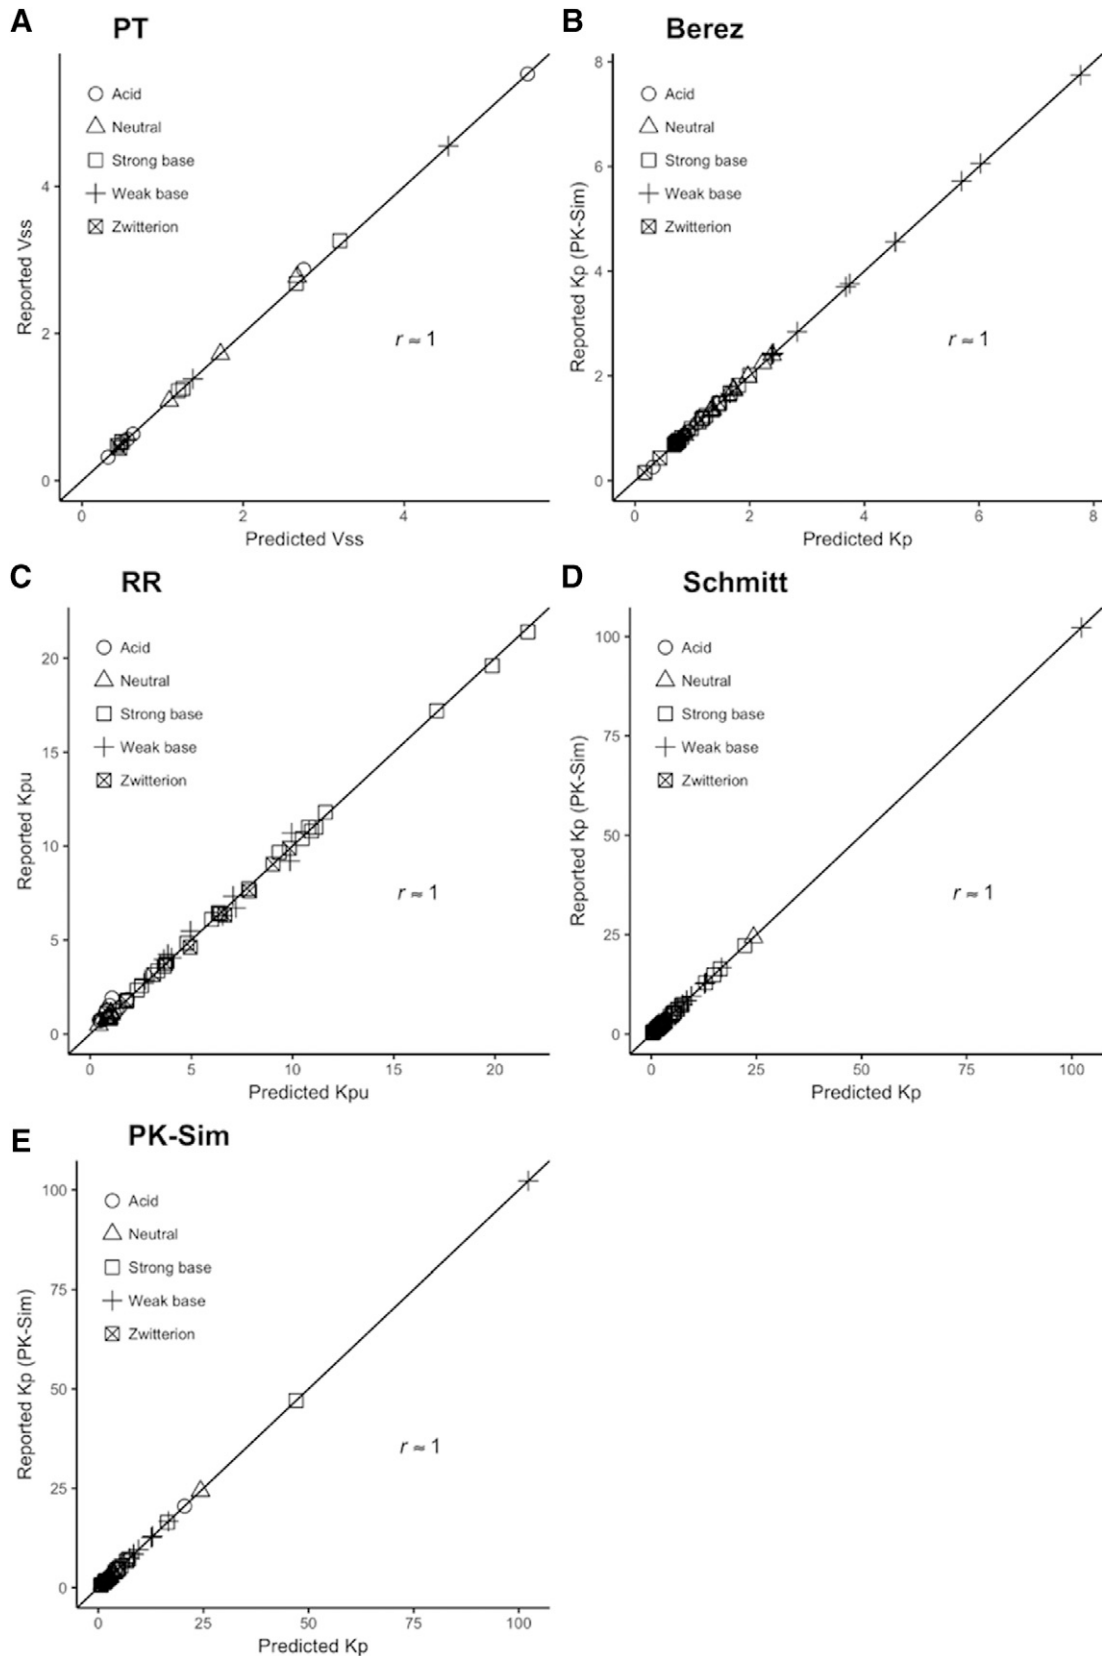 A
PT
Acid
Neutral
Strong base
Weak base
Zwitterion
r ≈ 1
4
2
0
0
2
4
Reported Vss
Predicted Vss
B
Berez
Acid
Neutral
Strong base
Weak base
Zwitterion
r ≈ 1
8
6
4
2
0
0
2
4
6
8
Reported Kp (PK-Sim)
Predicted Kp
C
RR
Acid
Neutral
Strong base
Weak base
Zwitterion
r ≈ 1
20
15
10
5
0
0
5
10
15
20
Reported Kpu
Predicted Kpu
D
Schmitt
Acid
Neutral
Strong base
Weak base
Zwitterion
r ≈ 1
100
75
50
25
0
0
25
50
75
100
Reported Kp (PK-Sim)
Predicted Kp
E
PK-Sim
Acid
Neutral
Strong base
Weak base
Zwitterion
r ≈ 1
100
75
50
25
0
0
25
50
75
100
Reported Kp (PK-Sim)
Predicted Kp